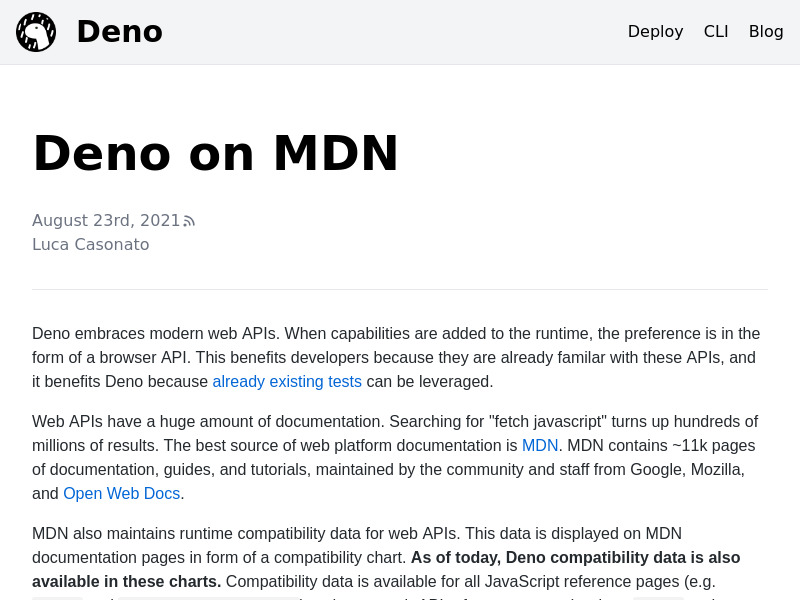 Deno
Deploy CLI Blog
Deno on MDN
August 23rd, 2021
Luca Casonato
Deno embraces modern web APIs. When capabilities are added to the runtime, the preference is in the
form of a browser API. This benefits developers because they are already familar with these APIs, and
it benefits Deno because already existing tests can be leveraged.
Web APIs have a huge amount of documentation. Searching for "fetch javascript" turns up hundreds of
millions of results. The best source of web platform documentation is MDN. MDN contains ~11k pages
of documentation, guides, and tutorials, maintained by the community and staff from Google, Mozilla,
and Open Web Docs.
MDN also maintains runtime compatibility data for web APIs. This data is displayed on MDN
documentation pages in form of a compatibility chart. As of today, Deno compatibility data is also
available in these charts. Compatibility data is available for all JavaScript reference pages (e.g.